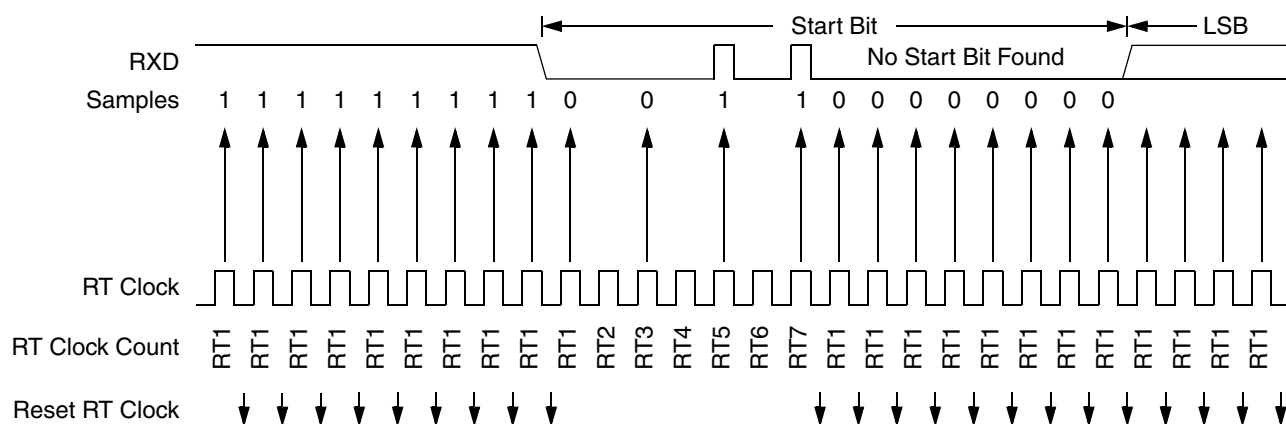 Start Bit LSB
RXD No Start Bit Found
Samples 1 1 1 1 1 1 1 1 1 0 0 1 1 0 0 0 0 0 0 0 0
RT Clock
RT Clock Count RT1 RT1 RT1 RT1 RT1 RT1 RT1 RT1 RT1 RT1 RT2 RT3 RT4 RT5 RT6 RT7 RT1 RT1 RT1 RT1 RT1 RT1 RT1 RT1 RT1 RT1 RT1 RT1
Reset RT Clock